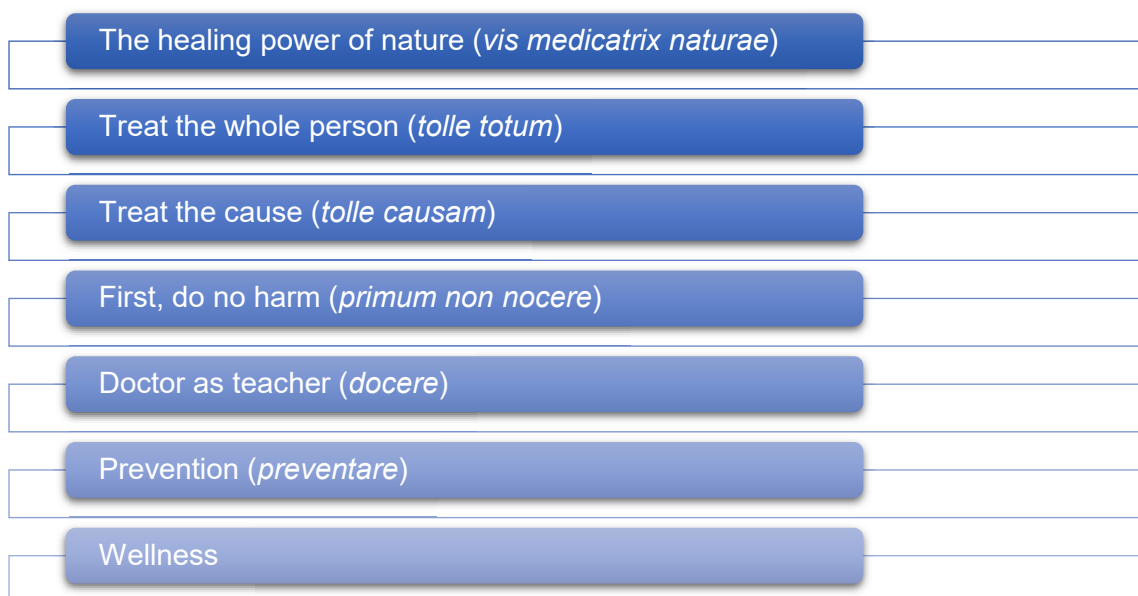 The healing power of nature (vis medicatrix naturae)
Treat the whole person (tolle totum)
Treat the cause (tolle causam)
First, do no harm (primum non nocere)
Doctor as teacher (docere)
Prevention (preventare)
Wellness